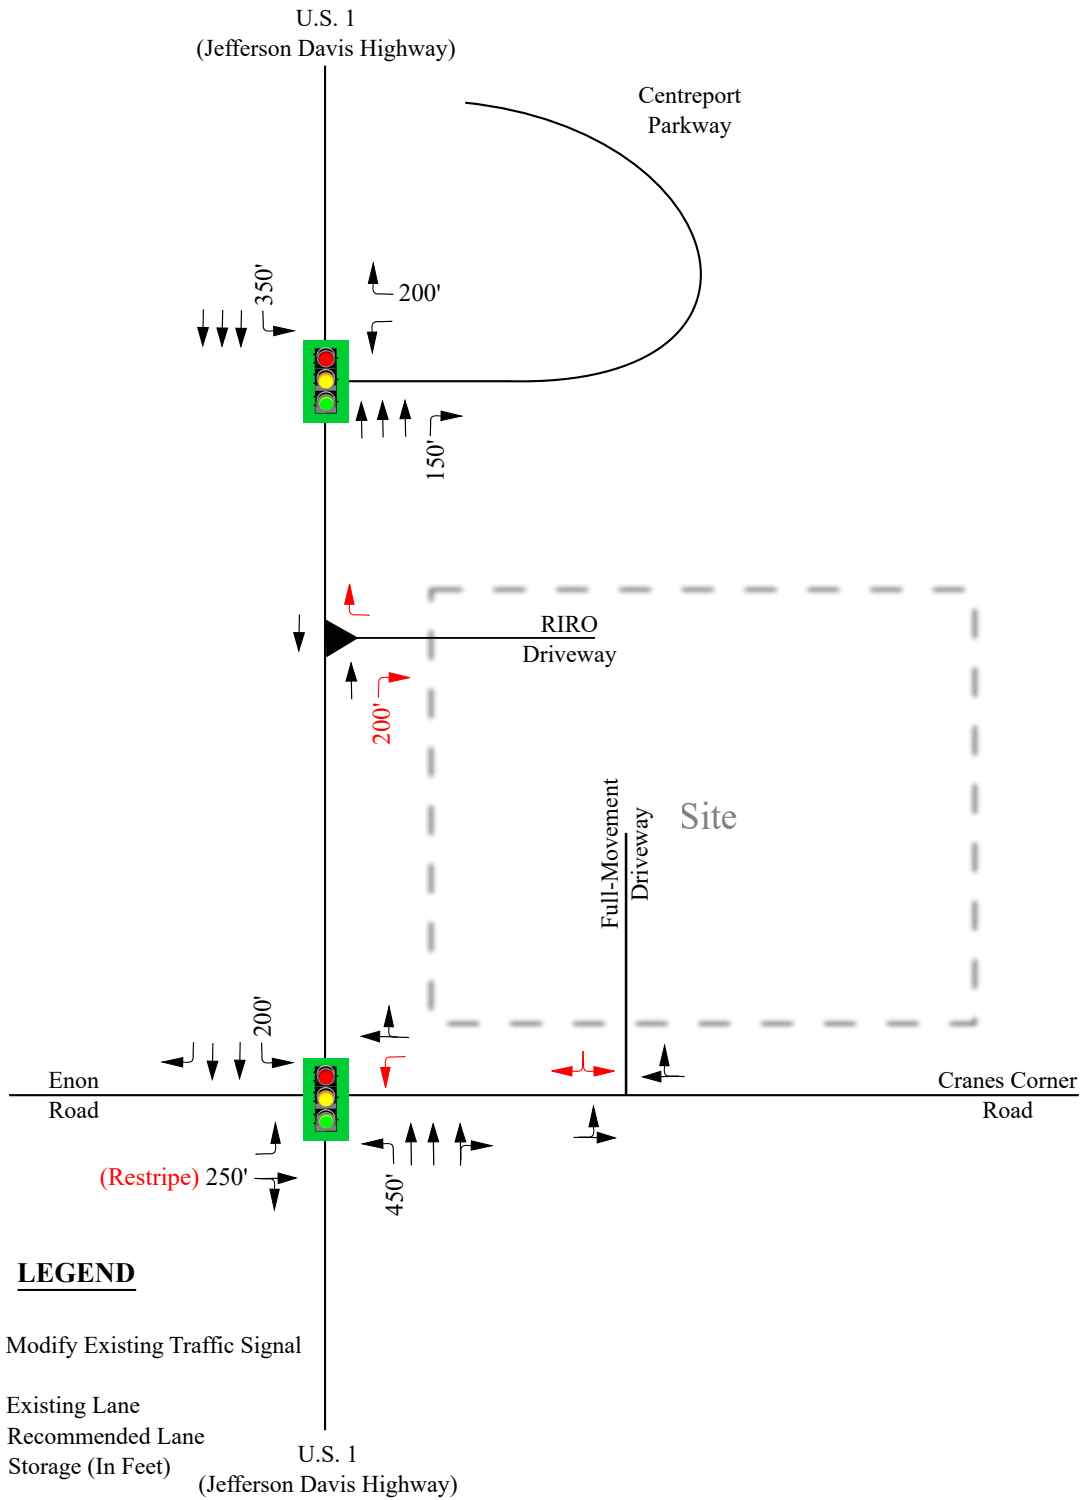 U.S. 1
(Jefferson Davis Highway)
Centreport
Parkway
350'
200'
150'
RIRO
Driveway
200'
Full-Movement
Driveway
Site
200'
Enon
Road
Cranes Corner
Road
(Restripe) 250'
450'
LEGEND
Modify Existing Traffic Signal
Existing Lane
Recommended Lane
Storage (In Feet)
U.S. 1
(Jefferson Davis Highway)